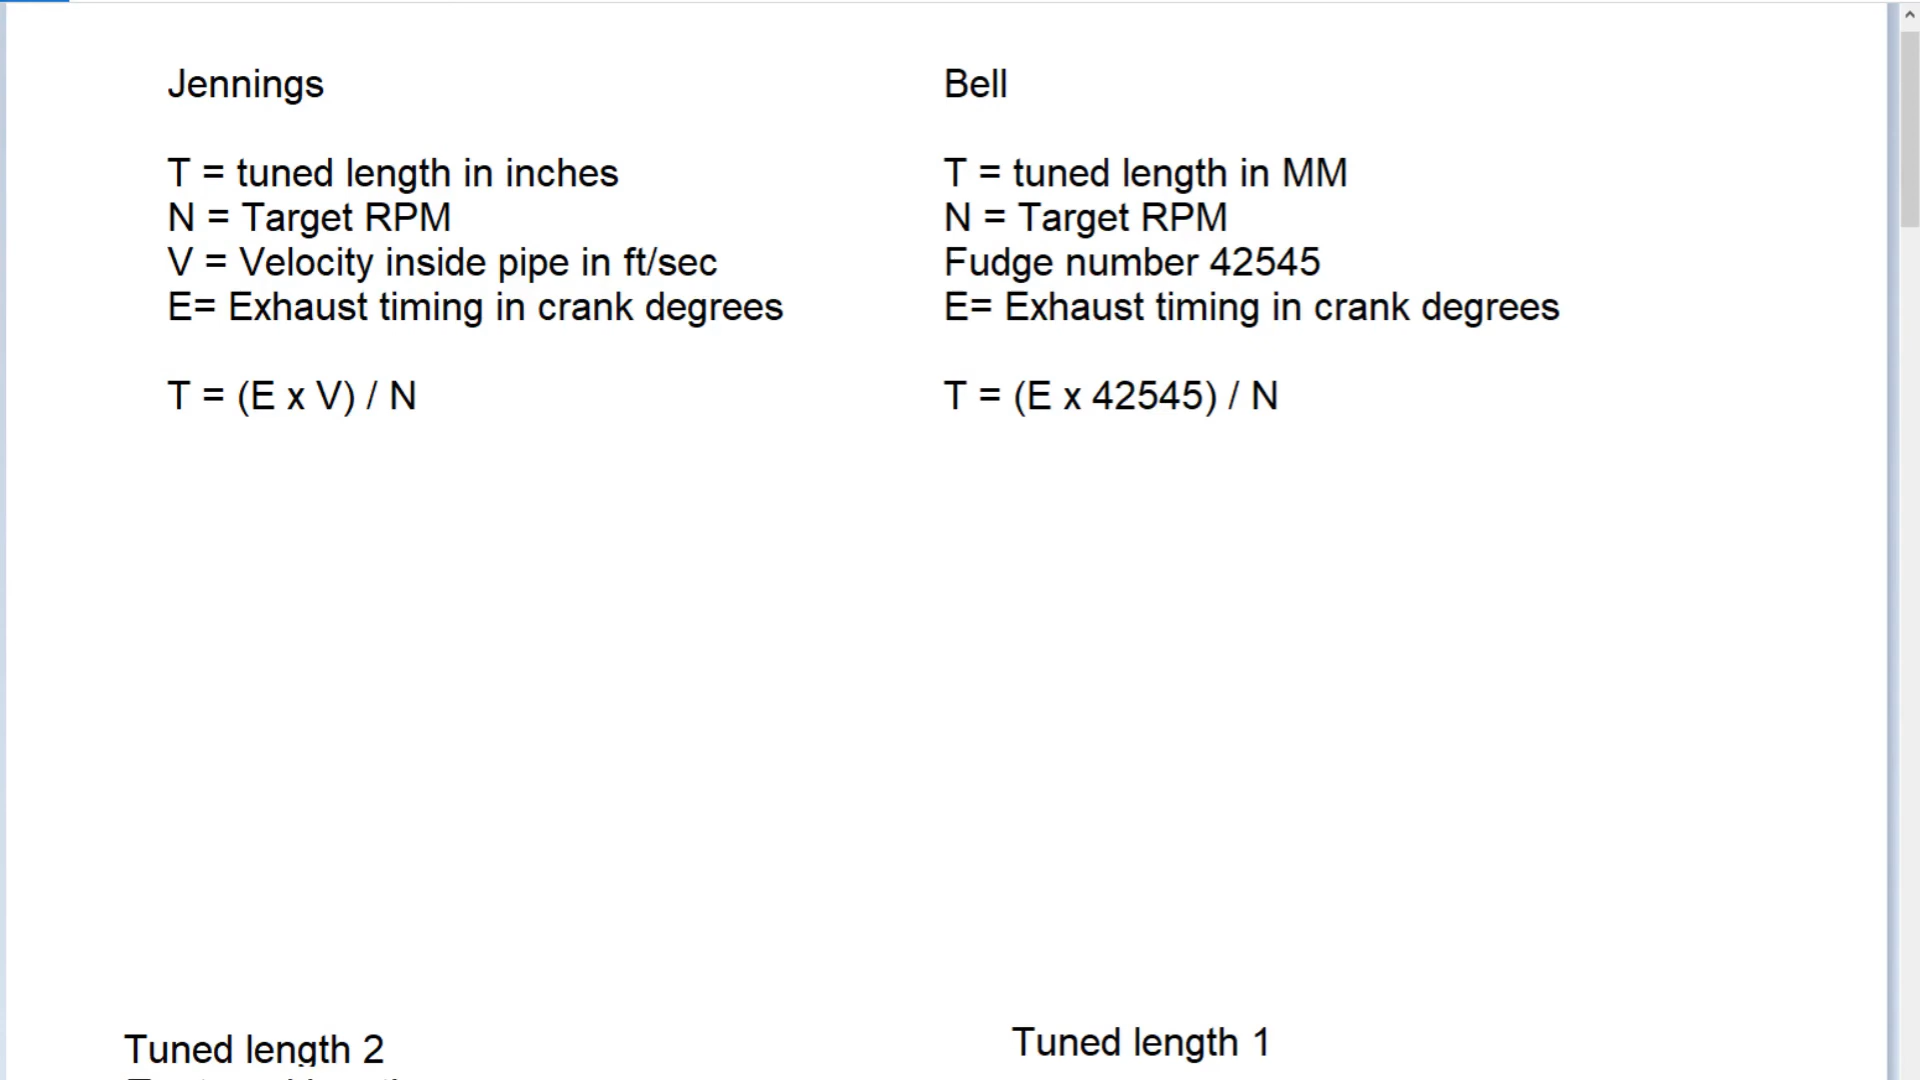 Jennings
T = tuned length in inches
N = Target RPM
V = Velocity inside pipe in ft/sec
E= Exhaust timing in crank degrees
T = (E x V) / N
Bell
T = tuned length in MM
N = Target RPM
Fudge number 42545
E= Exhaust timing in crank degrees
T = (E x 42545) / N
Tuned length 2
Tuned length 1